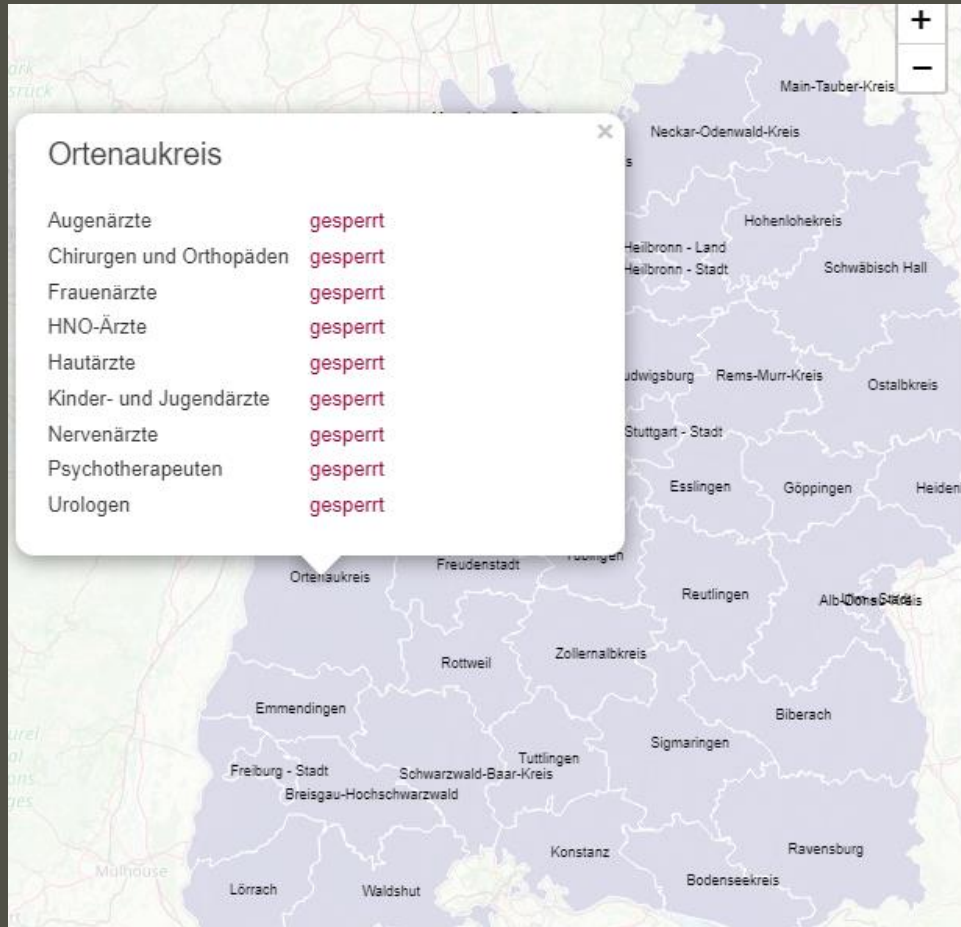 +
−
Main-Tauber-Kreis
Neckar-Odenwald-Kreis
Ortenaukreis
×
Augenärzte gesperrt
Chirurgen und Orthopäden gesperrt
Frauenärzte gesperrt
HNO-Ärzte gesperrt
Hautärzte gesperrt
Kinder- und Jugendärzte gesperrt
Nervenärzte gesperrt
Psychotherapeuten gesperrt
Urologen gesperrt
Hohenlohekreis
Heilbronn - Land
Heilbronn - Stadt
Schwäbisch Hall
udwigsburg
Rems-Murr-Kreis
Ostalbkreis
Stuttgart - Stadt
Esslingen
Göppingen
Heiden
Tübingen
Ortenaukreis
Freudenstadt
Reutlingen
Rottweil
Zollernalbkreis
Emmendingen
Biberach
Sigmaringen
Tuttlingen
Freiburg - Stadt
Schwarzwald-Baar-Kreis
Breisgau-Hochschwarzwald
Konstanz
Ravensburg
Mulhouse
Bodenseekreis
Lörrach
Waldshut